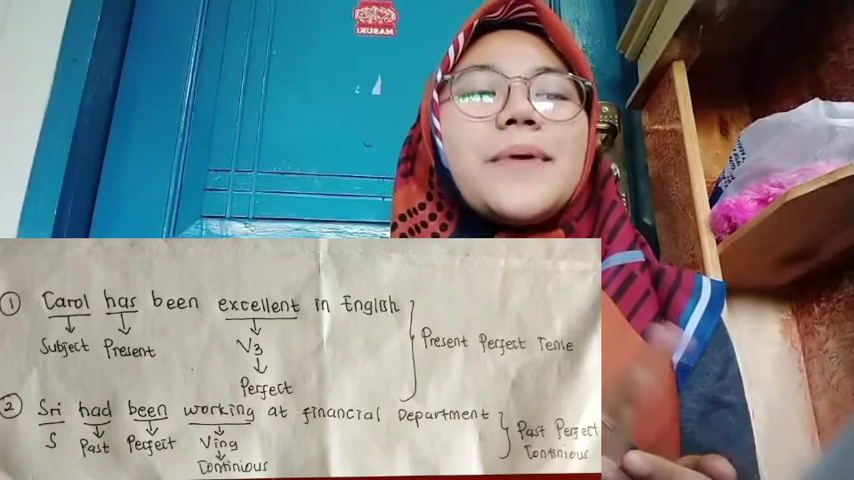 MASUKI
① Carol has been excellent in English
Subject Present V3 Present Perfect Tense
Perfect
② Sri had been working at financial Department
S Past Perfect Ving Past Perfect
Continious Continious